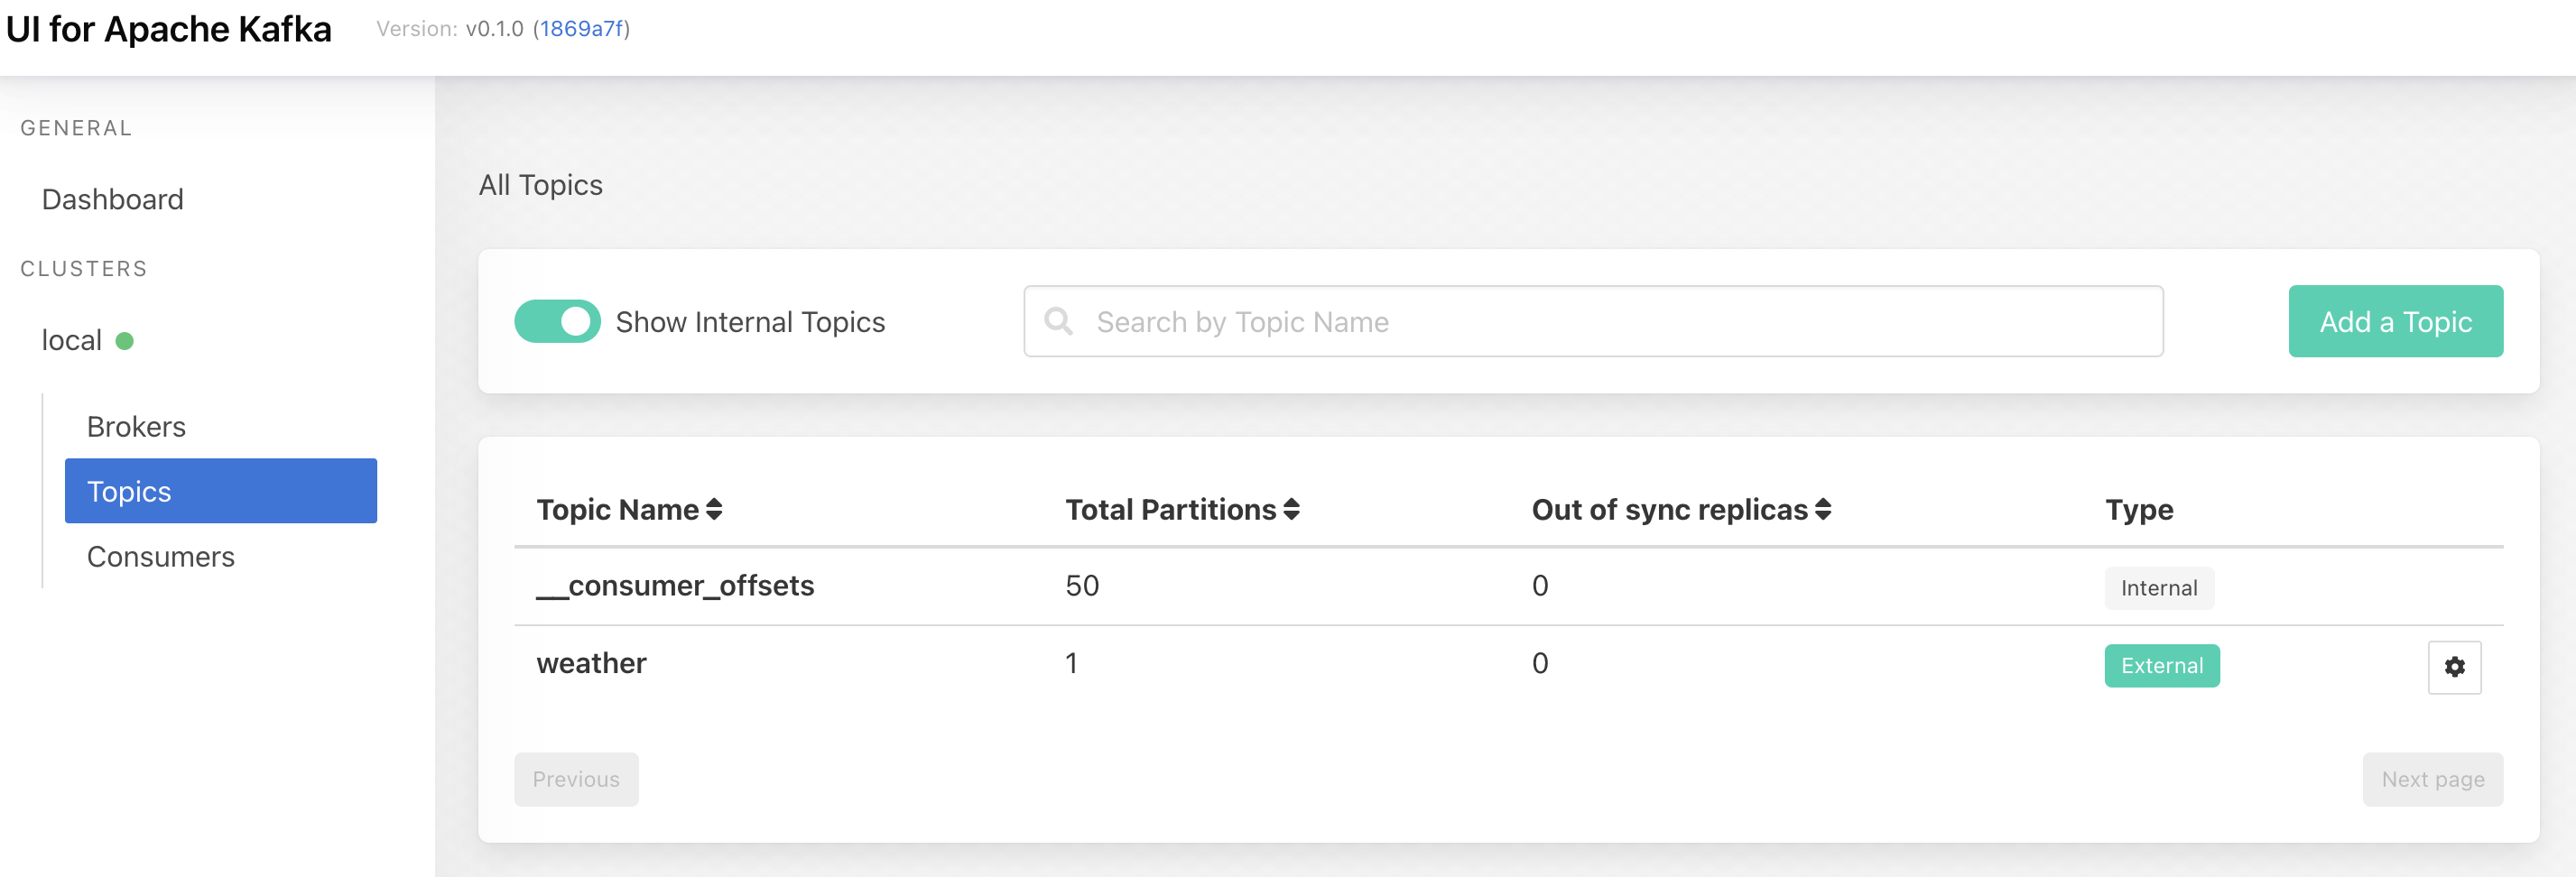 UI for Apache Kafka Version: v0.1.0 (1869a7f)
GENERAL
Dashboard
CLUSTERS
local
Brokers
Topics
Consumers
All Topics
Show Internal Topics Search by Topic Name Add a Topic
Topic Name Total Partitions Out of sync replicas Type
__consumer_offsets 50 0 Internal
weather 1 0 External
Previous Next page